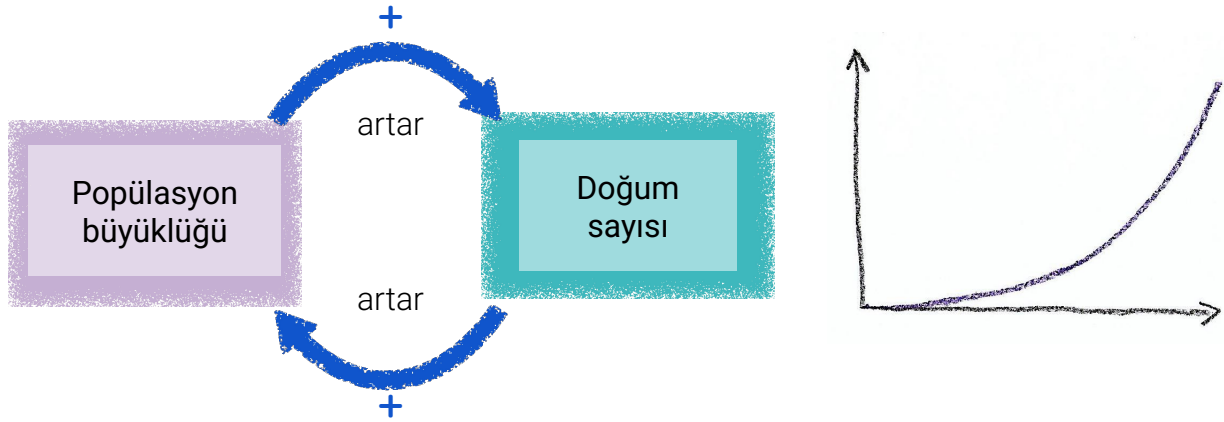 +
artar
Popülasyon
büyüklüğü
Doğum
sayısı
artar
+